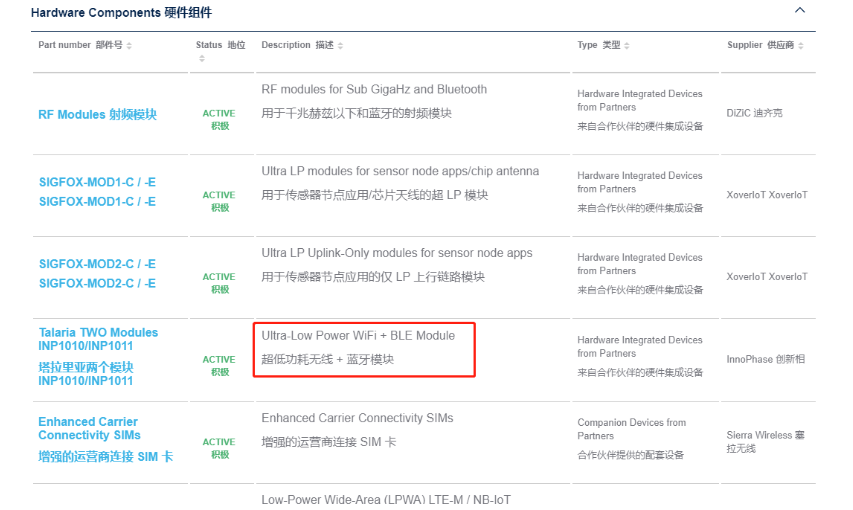 Hardware Components 硬件组件
Part number 部件号
Status 地位
Description 描述
Type 类型
Supplier 供应商
RF Modules 射频模块
ACTIVE
积极
RF modules for Sub GigaHz and Bluetooth
用于千兆赫兹以下和蓝牙的射频模块
Hardware Integrated Devices
from Partners
来自合作伙伴的硬件集成设备
DiZiC 迪齐克
SIGFOX-MOD1-C / -E
SIGFOX-MOD1-C / -E
ACTIVE
积极
Ultra LP modules for sensor node apps/chip antenna
用于传感器节点应用/芯片天线的超 LP 模块
Hardware Integrated Devices
from Partners
来自合作伙伴的硬件集成设备
XoverIoT XoverIoT
SIGFOX-MOD2-C / -E
SIGFOX-MOD2-C / -E
ACTIVE
积极
Ultra LP Uplink-Only modules for sensor node apps
用于传感器节点应用的仅 LP 上行链路模块
Hardware Integrated Devices
from Partners
来自合作伙伴的硬件集成设备
XoverIoT XoverIoT
Talaria TWO Modules
INP1010/INP1011
塔拉里亚两个模块
INP1010/INP1011
ACTIVE
积极
Ultra-Low Power WiFi + BLE Module
超低功耗无线 + 蓝牙模块
Hardware Integrated Devices
from Partners
来自合作伙伴的硬件集成设备
InnoPhase 创新相
Enhanced Carrier
Connectivity SIMs
增强的运营商连接 SIM 卡
ACTIVE
积极
Enhanced Carrier Connectivity SIMs
增强的运营商连接 SIM 卡
Companion Devices from
Partners
合作伙伴提供的配套设备
Sierra Wireless 塞
拉无线
Low-Power Wide-Area (LPWA) LTE-M / NB-IoT